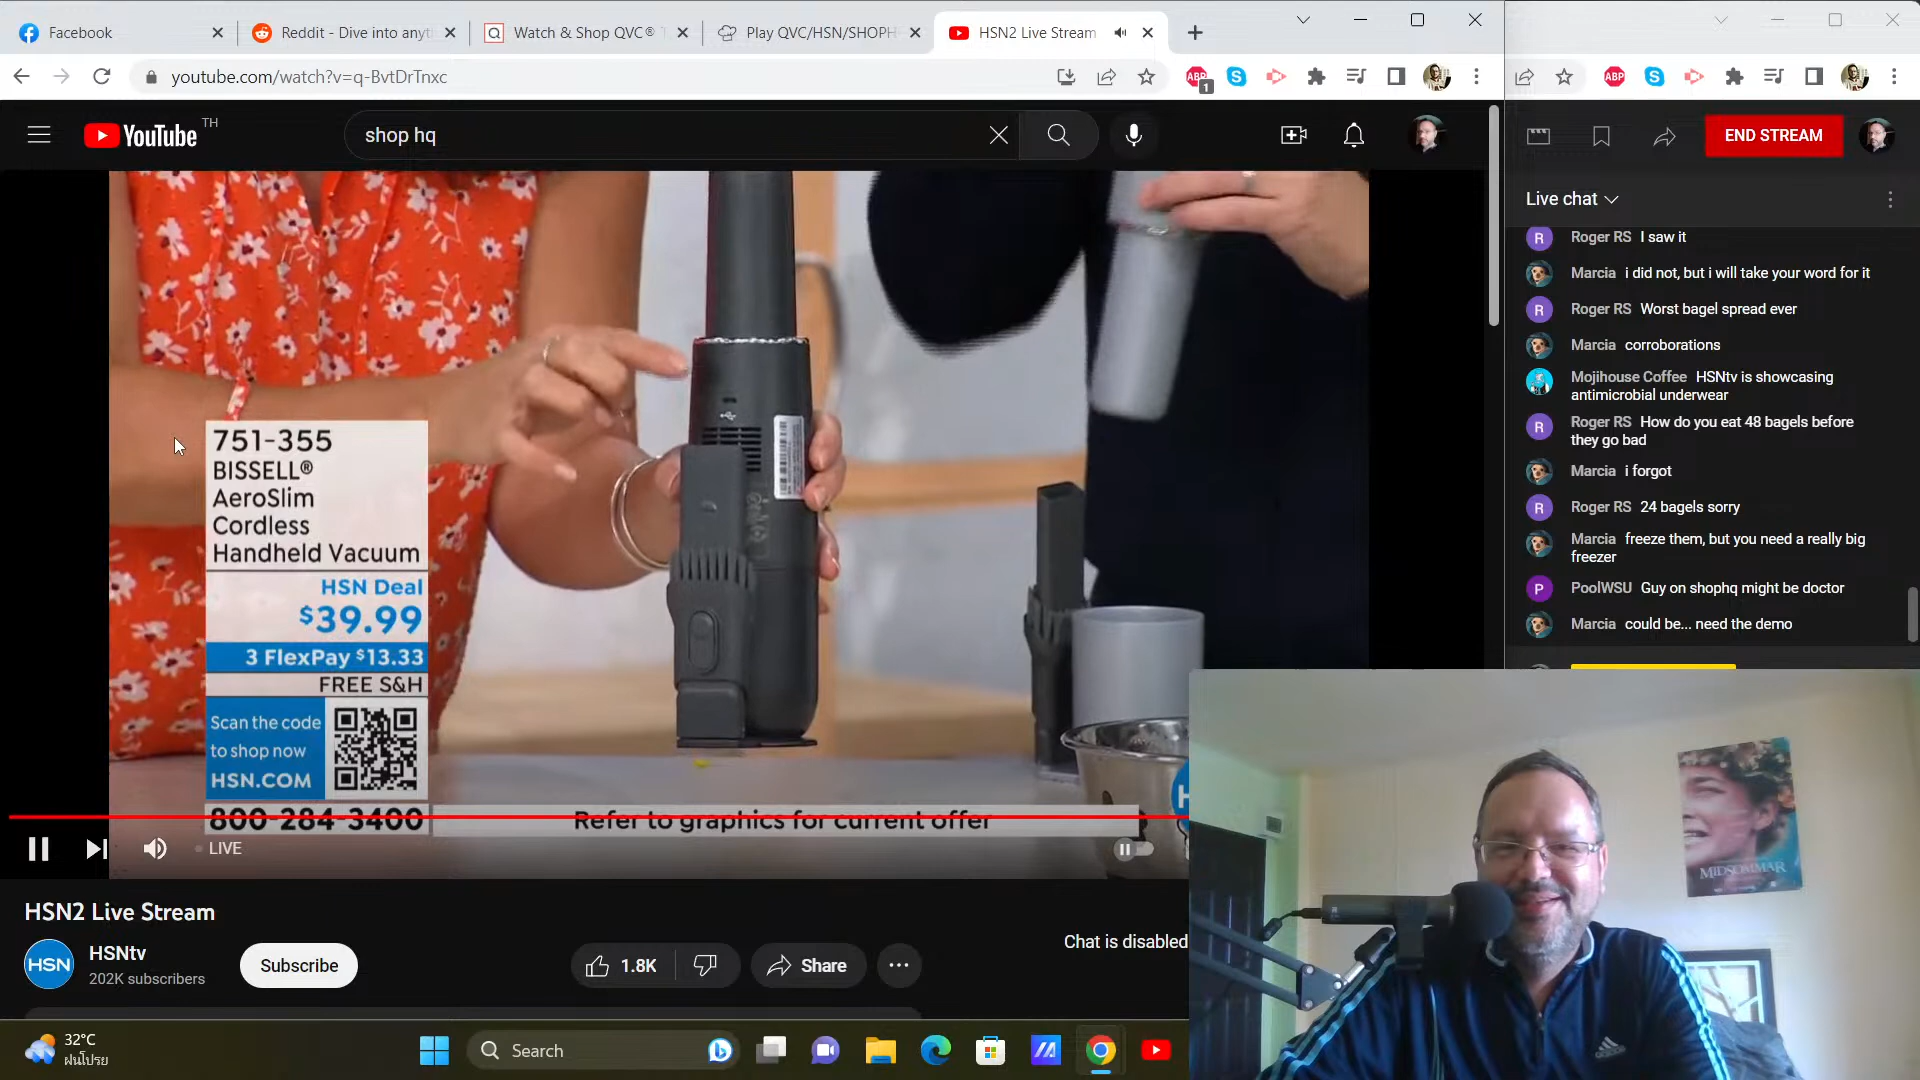 Facebook
Reddit - Dive into anyt
Watch & Shop QVC®
Play QVC/HSN/SHOPH
HSN2 Live Stream
youtube.com/watch?v=q-BvtDrTnxc
ABP
1
ABP
YouTube TH
shop hq
END STREAM
Live chat
R Roger RS I saw it
Marcia i did not, but i will take your word for it
R Roger RS Worst bagel spread ever
Marcia corroborations
Mojihouse Coffee HSNtv is showcasing
antimicrobial underwear
R Roger RS How do you eat 48 bagels before
they go bad
Marcia i forgot
R Roger RS 24 bagels sorry
Marcia freeze them, but you need a really big
freezer
P PoolWSU Guy on shophq might be doctor
Marcia could be... need the demo
751-355
BISSELL®
AeroSlim
Cordless
Handheld Vacuum
HSN Deal
$39.99
3 FlexPay $13.33
FREE S&H
Scan the code
to shop now
HSN.COM
800-284-3400
Refer to graphics for current offer
LIVE
HSN2 Live Stream
HSN
HSNtv
202K subscribers
Subscribe
1.8K
Share
Chat is disabled
MIDSOMMAR
adidas
32°C
ฝนโปรย
Search